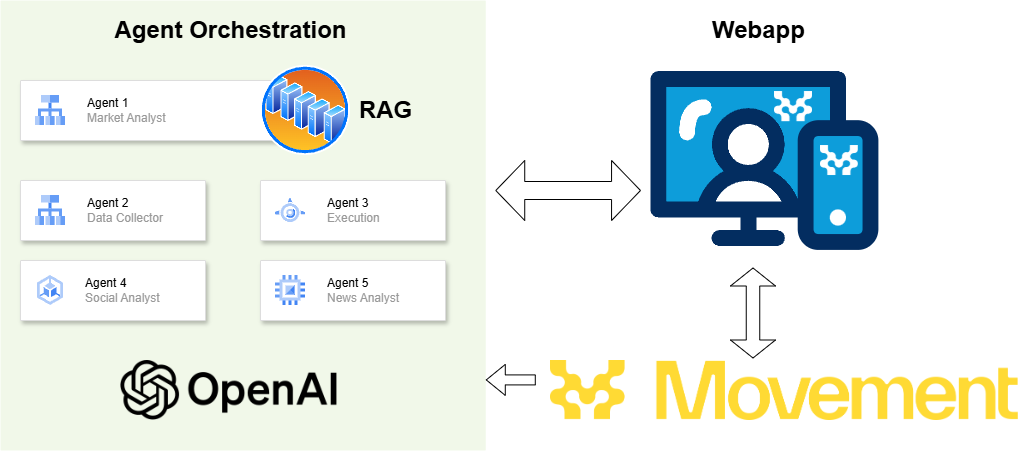 Agent Orchestration
Webapp
Agent 1
Market Analyst
RAG
Agent 2
Data Collector
Agent 3
Execution
Agent 4
Social Analyst
Agent 5
News Analyst
OpenAI
Movement